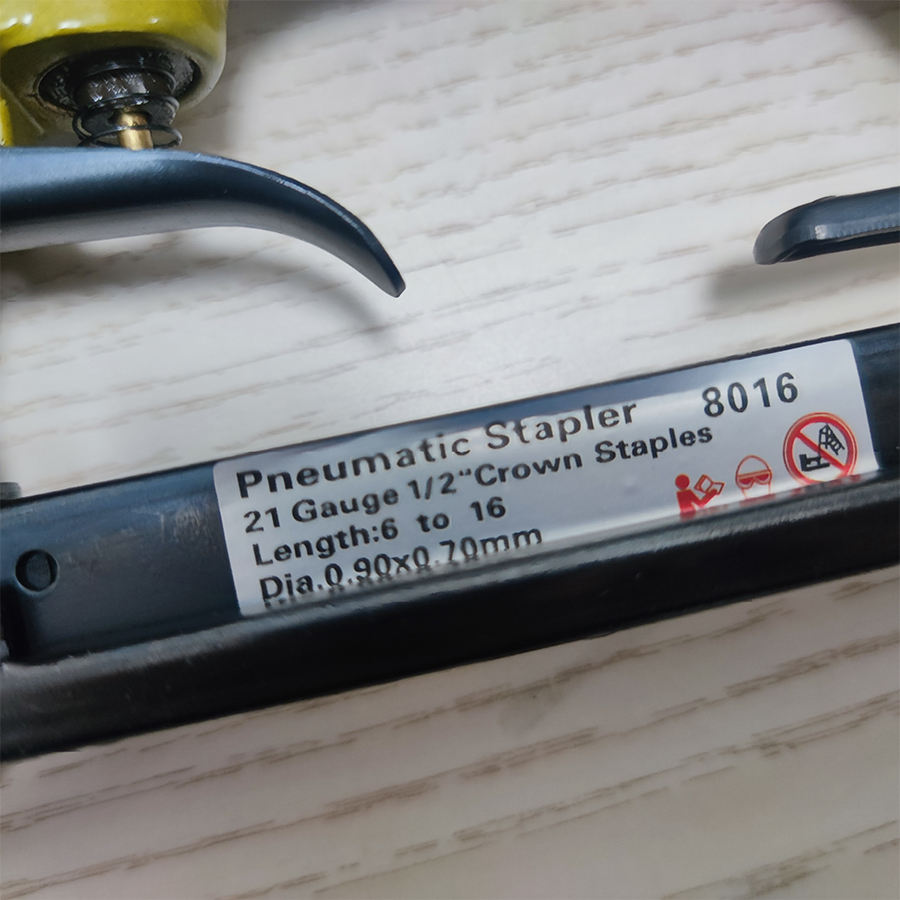 Pneumatic Stapler 8016
21 Gauge 1/2"Crown Staples
Length:6 to 16
Dia.0.90x0.70mm